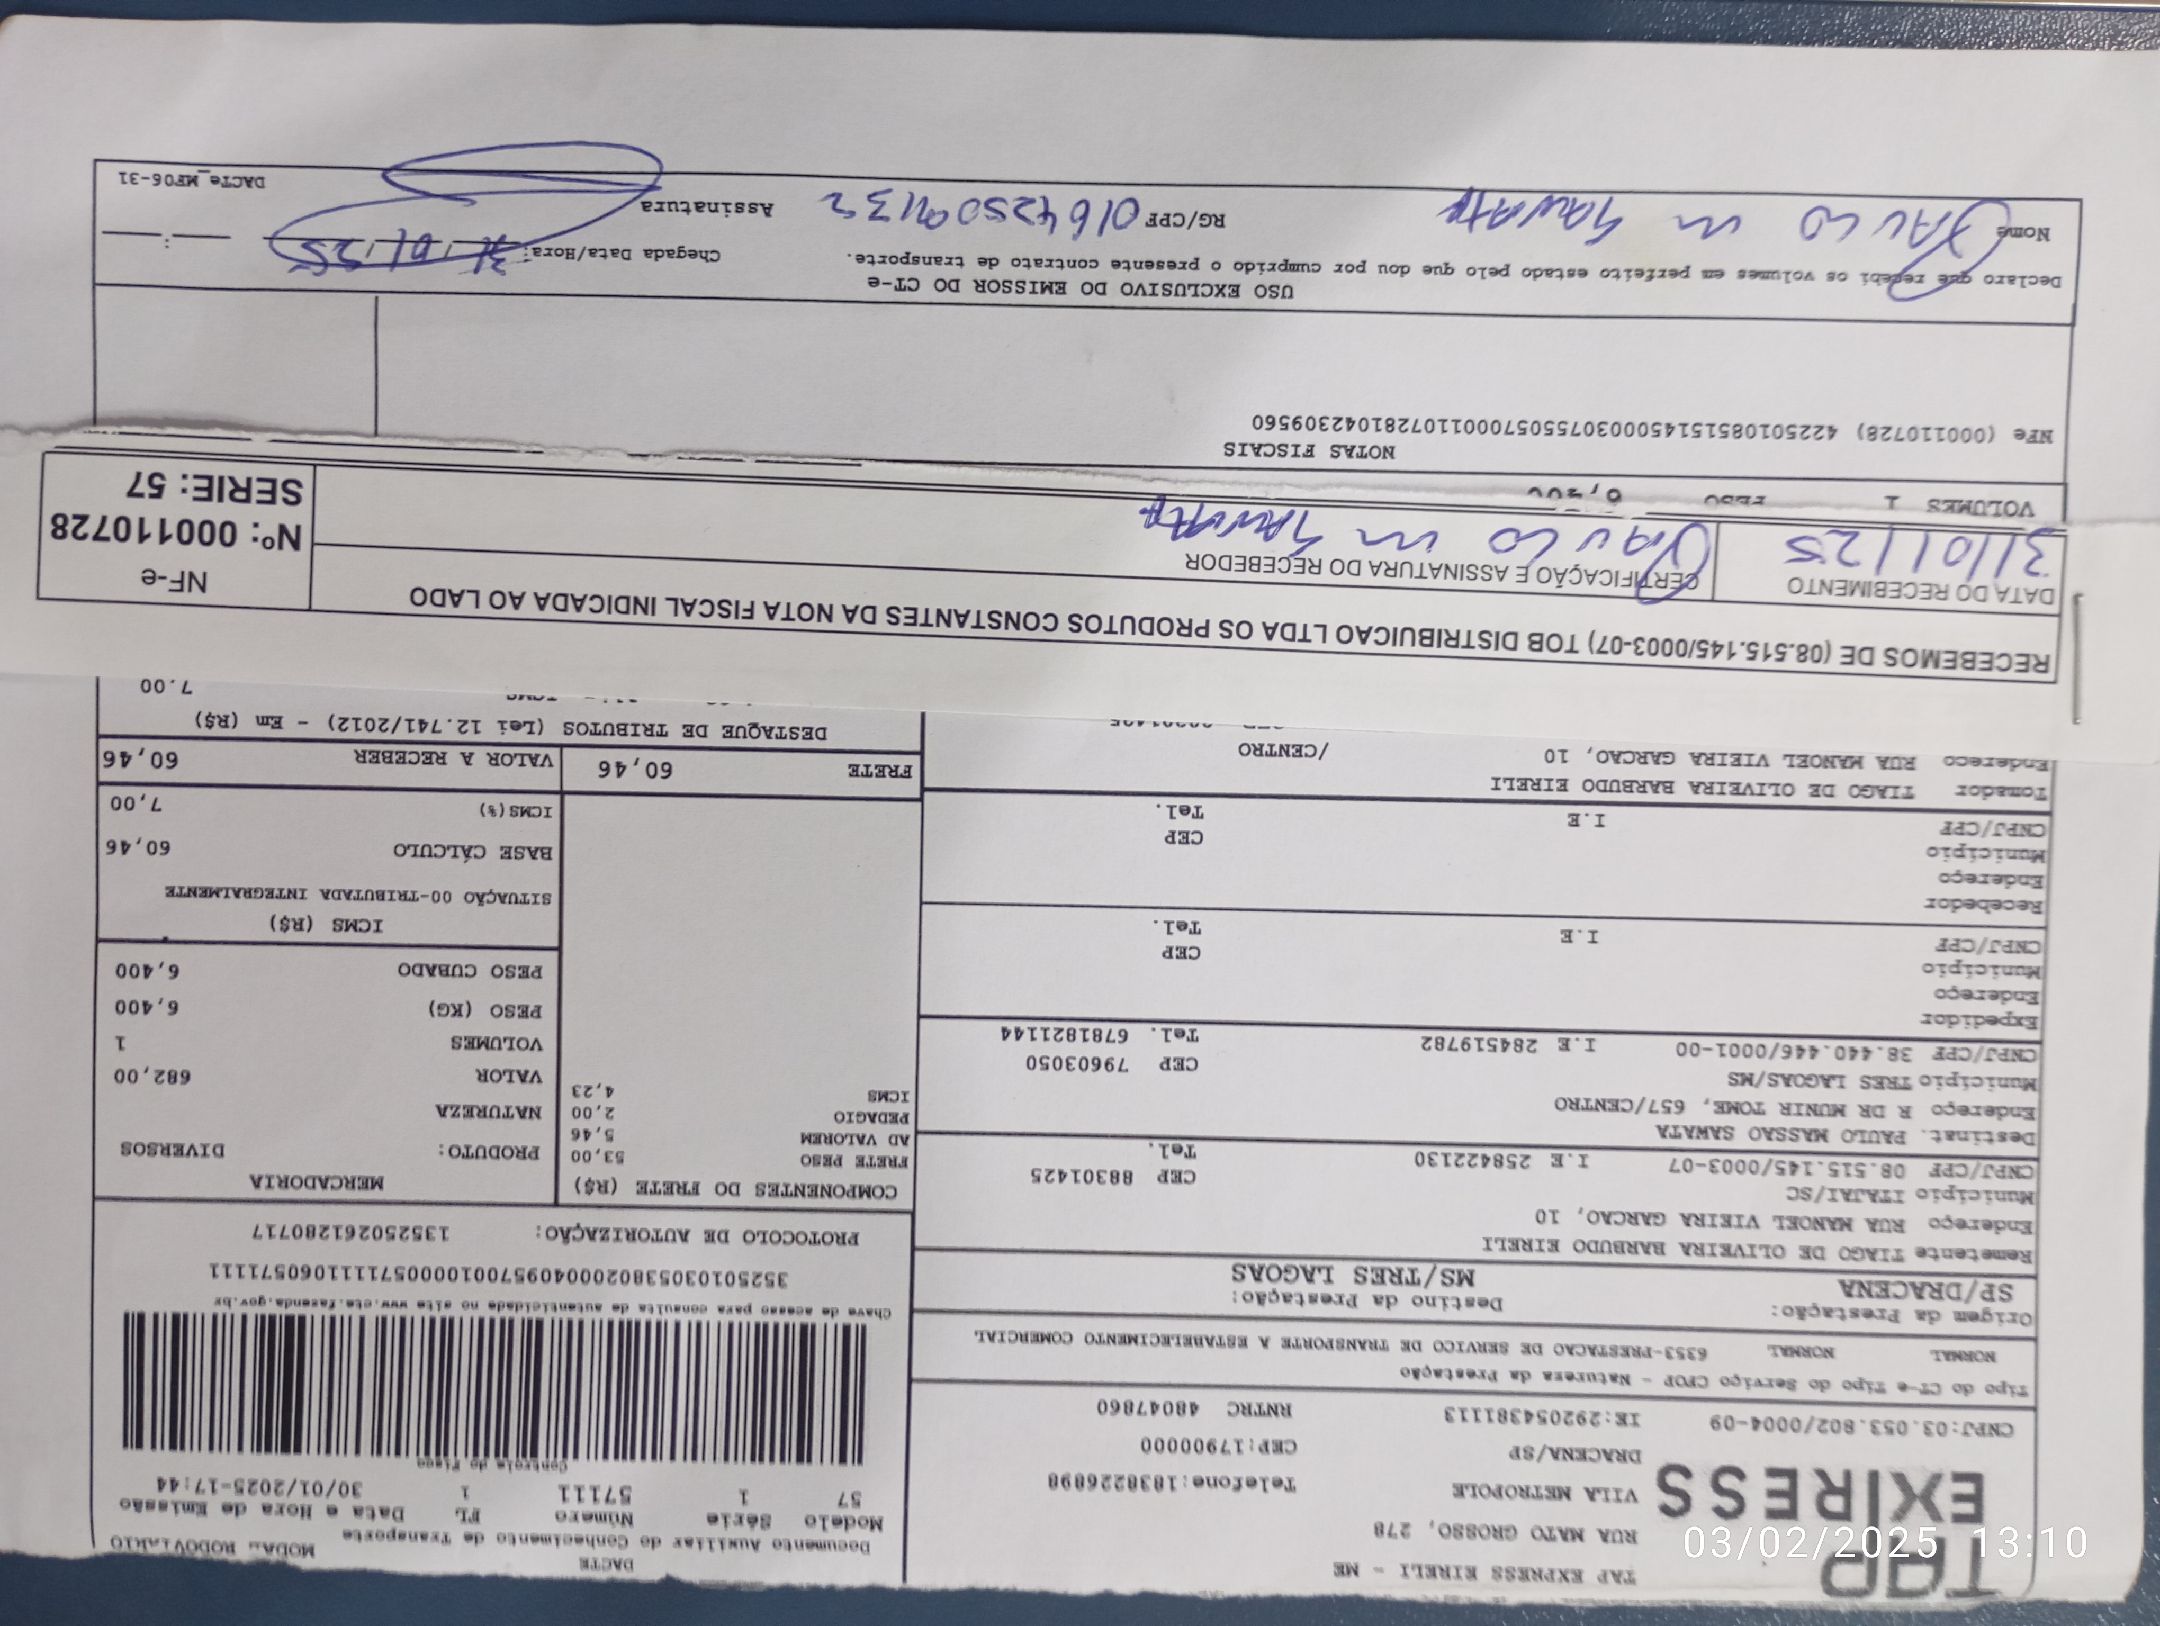 TAP
EXPRESS
TAP EXPRESS EIRELI - ME
RUA MATO GROSSO, 278
VILA METROPOLE
Telefone:1838226898
DRACENA/SP
CEP:17900000
CNPJ:03.053.802/0004-09
IE:29205438113
RNTRC 48047860
Tipo do CT-e Tipo do Serviço CFOP - Natureza da Prestação
NORMAL NORMAL 6353-PRESTACAO DE SERVICO DE TRANSPORTE A ESTABELECIMENTO COMERCIAL
Origem da Prestação:
SP/DRACENA
Destino da Prestação:
MS/TRES LAGOAS
Remetente TIAGO DE OLIVEIRA BARBUDO EIRELI
Endereço RUA MANOEL VIEIRA GARCAO, 10
Município ITAJAI/SC
CEP 88301425
CNPJ/CPF 08.515.145/0003-07 I.E 258422130 Tel.
Destinat. PAULO MASSAO SAWATA
Endereço R DR MUNIR TOME, 657/CENTRO
Município TRES LAGOAS/MS
CEP 79603050
CNPJ/CPF 38.440.446/0001-00 I.E 284519782 Tel. 6781821144
Expedidor
Endereço
Município
CEP
CNPJ/CPF I.E Tel.
Recebedor
Endereço
Município
CEP
CNPJ/CPF I.E Tel.
Tomador TIAGO DE OLIVEIRA BARBUDO EIRELI
Endereço RUA MANOEL VIEIRA GARCAO, 10 /CENTRO
DACTE
Documento Auxiliar de Conhecimento de Transporte
MODAL RODOVIARIO
Modelo Série Número FL Data e Hora de Emissão
57 1 57111 1 30/01/2025-17:44
Controle do Fisco
Chave de acesso para consulta de autenticidade no site www.cte.fazenda.gov.br
35250103053802000409570010000571111060571111
PROTOCOLO DE AUTORIZAÇÃO: 135250261280717
COMPONENTES DO FRETE (R$)
FRETE PESO 53,00
AD VALOREM 5,46
PEDAGIO 2,00
ICMS 4,23
MERCADORIA
PRODUTO: DIVERSOS
NATUREZA
VALOR 682,00
VOLUMES 1
PESO (KG) 6,400
PESO CUBADO 6,400
ICMS (R$)
SITUAÇÃO 00-TRIBUTADA INTEGRALMENTE
BASE CÁLCULO 60,46
ICMS(%) 7,00
FRETE 60,46
VALOR A RECEBER 60,46
DESTAQUE DE TRIBUTOS (Lei 12.741/2012) - Em (R$)
7.00
RECEBEMOS DE (08.515.145/0003-07) TOB DISTRIBUICAO LTDA OS PRODUTOS CONSTANTES DA NOTA FISCAL INDICADA AO LADO
DATA DO RECEBIMENTO
31/01/25
CERTIFICAÇÃO E ASSINATURA DO RECEBEDOR
Paulo m Sawata
NF-e
Nº: 000110728
SERIE: 57
VOLUMES 1 PESO 6,400
NOTAS FISCAIS
NFe (000110728) 42250108515145000307550570001107281042309560
USO EXCLUSIVO DO EMISSOR DO CT-e
Declaro que recebi os volumes em perfeito estado pelo que dou por cumprido o presente contrato de transporte.
Chegada Data/Hora: 31/01/25 __:__
Nome Paulo m Sawata
RG/CPF 01642509132
Assinatura
DACTe_MF06-31
03/02/2025 13:10